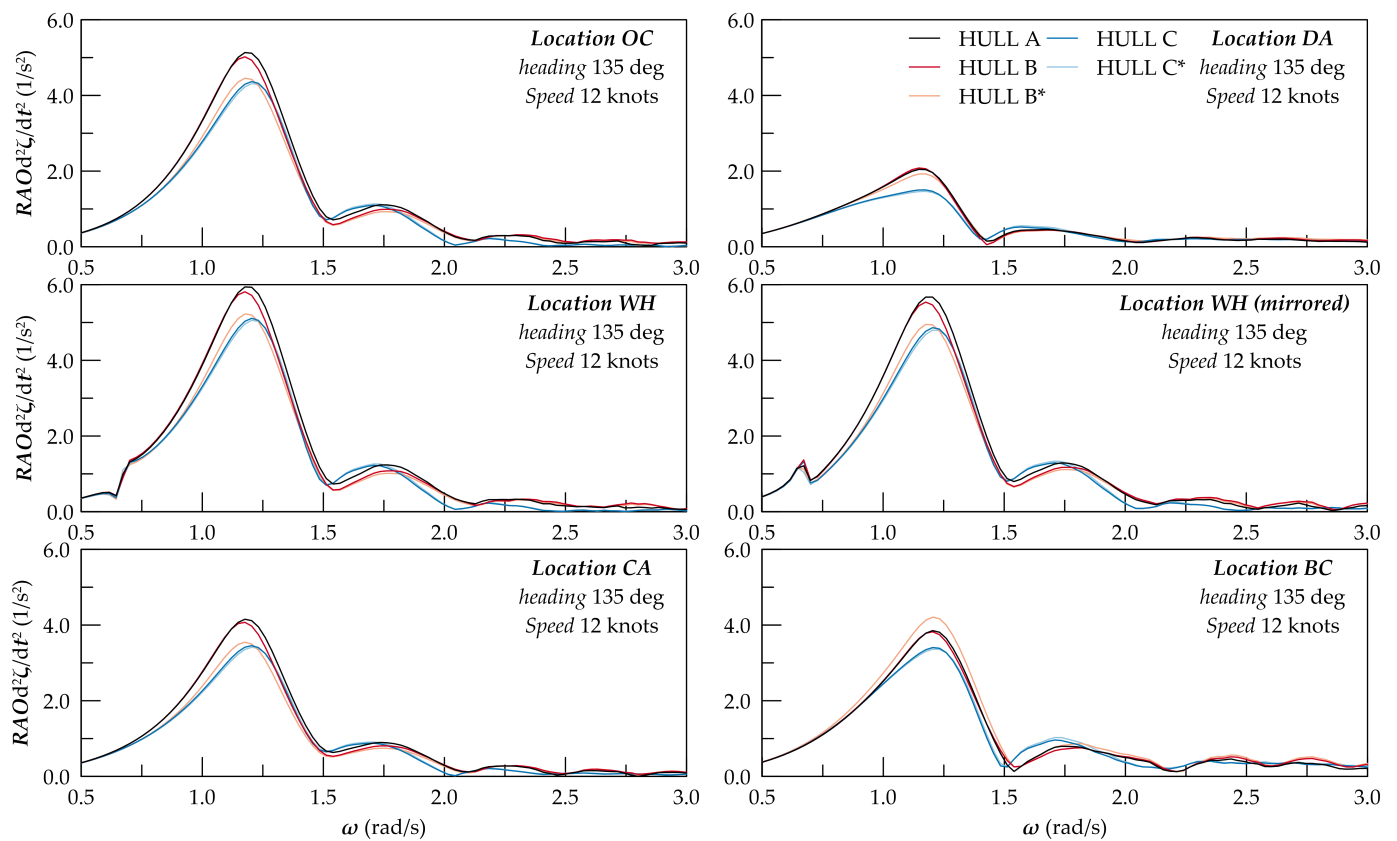 6.0
4.0
2.0
0.0
RAOd²ζ/dt² (1/s²)
Location OC
heading 135 deg
Speed 12 knots
0.5 1.0 1.5 2.0 2.5 3.0
6.0
4.0
2.0
0.0
HULL A HULL C
HULL B HULL C*
HULL B*
Location DA
heading 135 deg
Speed 12 knots
0.5 1.0 1.5 2.0 2.5 3.0
6.0
4.0
2.0
0.0
RAOd²ζ/dt² (1/s²)
Location WH
heading 135 deg
Speed 12 knots
0.5 1.0 1.5 2.0 2.5 3.0
6.0
4.0
2.0
0.0
Location WH (mirrored)
heading 135 deg
Speed 12 knots
0.5 1.0 1.5 2.0 2.5 3.0
6.0
4.0
2.0
0.0
RAOd²ζ/dt² (1/s²)
Location CA
heading 135 deg
Speed 12 knots
0.5 1.0 1.5 2.0 2.5 3.0
ω (rad/s)
6.0
4.0
2.0
0.0
Location BC
heading 135 deg
Speed 12 knots
0.5 1.0 1.5 2.0 2.5 3.0
ω (rad/s)